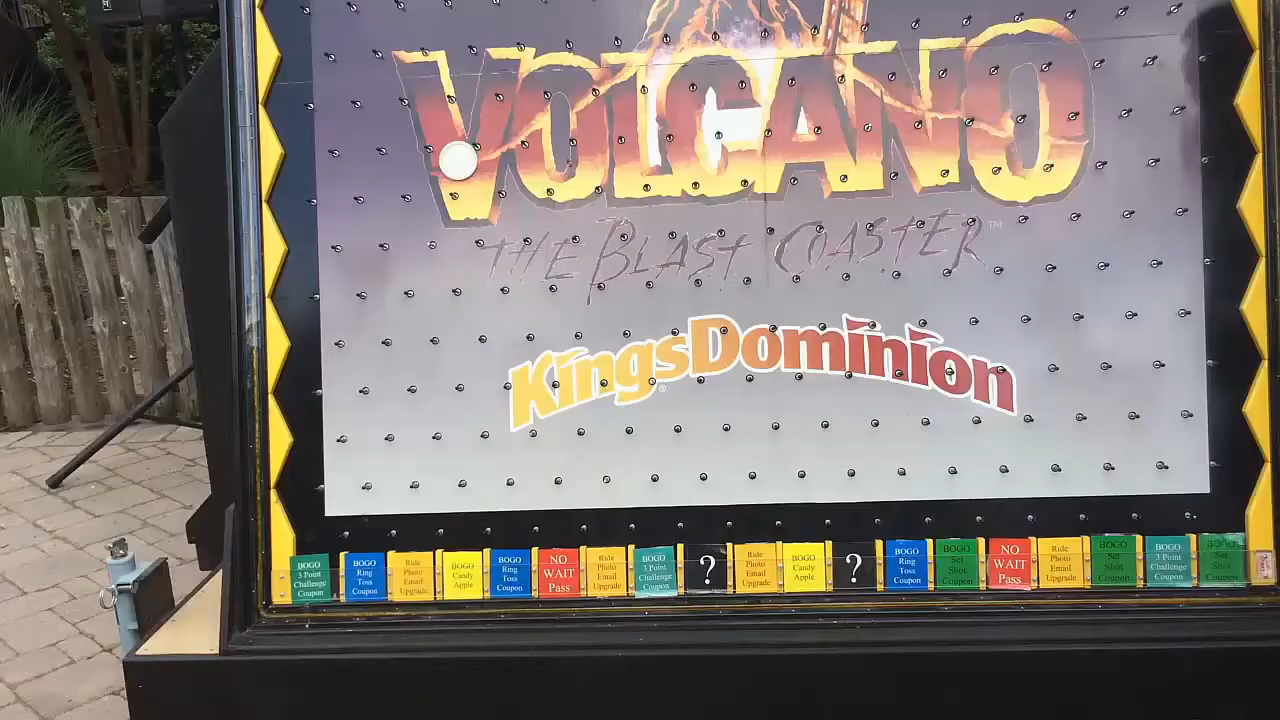 VOLCANO
THE BLAST COASTER™
KingsDominion®
BOGO
3 Point
Challenge
Coupon
BOGO
Ring
Toss
Coupon
Ride
Photo
Email
Upgrade
BOGO
Candy
Apple
BOGO
Ring
Toss
Coupon
NO
WAIT
Pass
Ride
Photo
Email
Upgrade
BOGO
3 Point
Challenge
Coupon
?
Ride
Photo
Email
Upgrade
BOGO
Candy
Apple
?
BOGO
Ring
Toss
Coupon
BOGO
Set
Shot
Coupon
NO
WAIT
Pass
Ride
Photo
Email
Upgrade
BOGO
Set
Shot
Coupon
BOGO
3 Point
Challenge
Coupon
BOGO
Set
Shot
Coupon